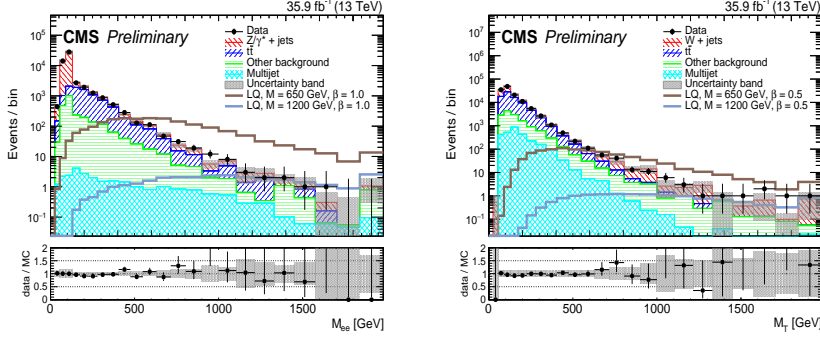 35.9 fb⁻¹ (13 TeV)
CMS Preliminary
Data
Z/γ* + jets
tt̄
Other background
Multijet
Uncertainty band
LQ, M = 650 GeV, β = 1.0
LQ, M = 1200 GeV, β = 1.0
Events / bin
10⁵
10⁴
10³
10²
10
1
10⁻¹
data / MC
2
1.5
1
0.5
0
0 500 1000 1500
M_ee [GeV]
35.9 fb⁻¹ (13 TeV)
CMS Preliminary
Data
W + jets
tt̄
Other background
Multijet
Uncertainty band
LQ, M = 650 GeV, β = 0.5
LQ, M = 1200 GeV, β = 0.5
Events / bin
10⁷
10⁶
10⁵
10⁴
10³
10²
10
1
10⁻¹
data / MC
2
1.5
1
0.5
0
0 500 1000 1500
M_T [GeV]